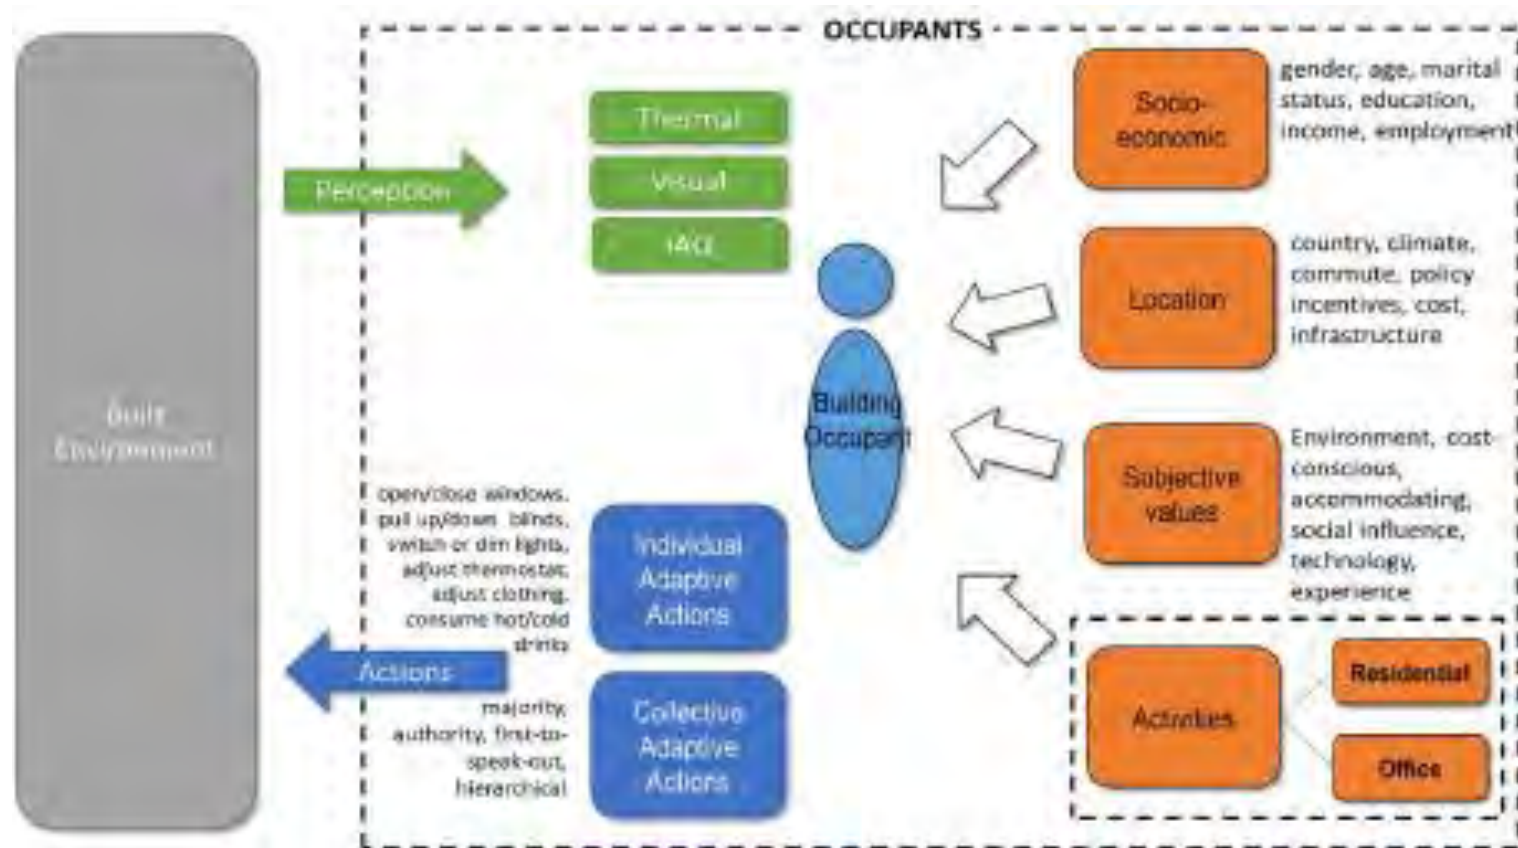 OCCUPANTS
Built
Environment
Perception
Thermal
Visual
IAQ
Building
Occupant
Socio-
economic
gender, age, marital
status, education,
income, employment
Location
country, climate,
commute, policy
incentives, cost,
infrastructure
Subjective
values
Environment, cost-
conscious,
accommodating,
social influence,
technology,
experience
Activities
Residential
Office
open/close windows,
pull up/down blinds,
switch or dim lights,
adjust thermostat,
adjust clothing,
consume hot/cold
drinks
Individual
Adaptive
Actions
Actions
majority,
authority, first-to-
speak-out,
hierarchical
Collective
Adaptive
Actions